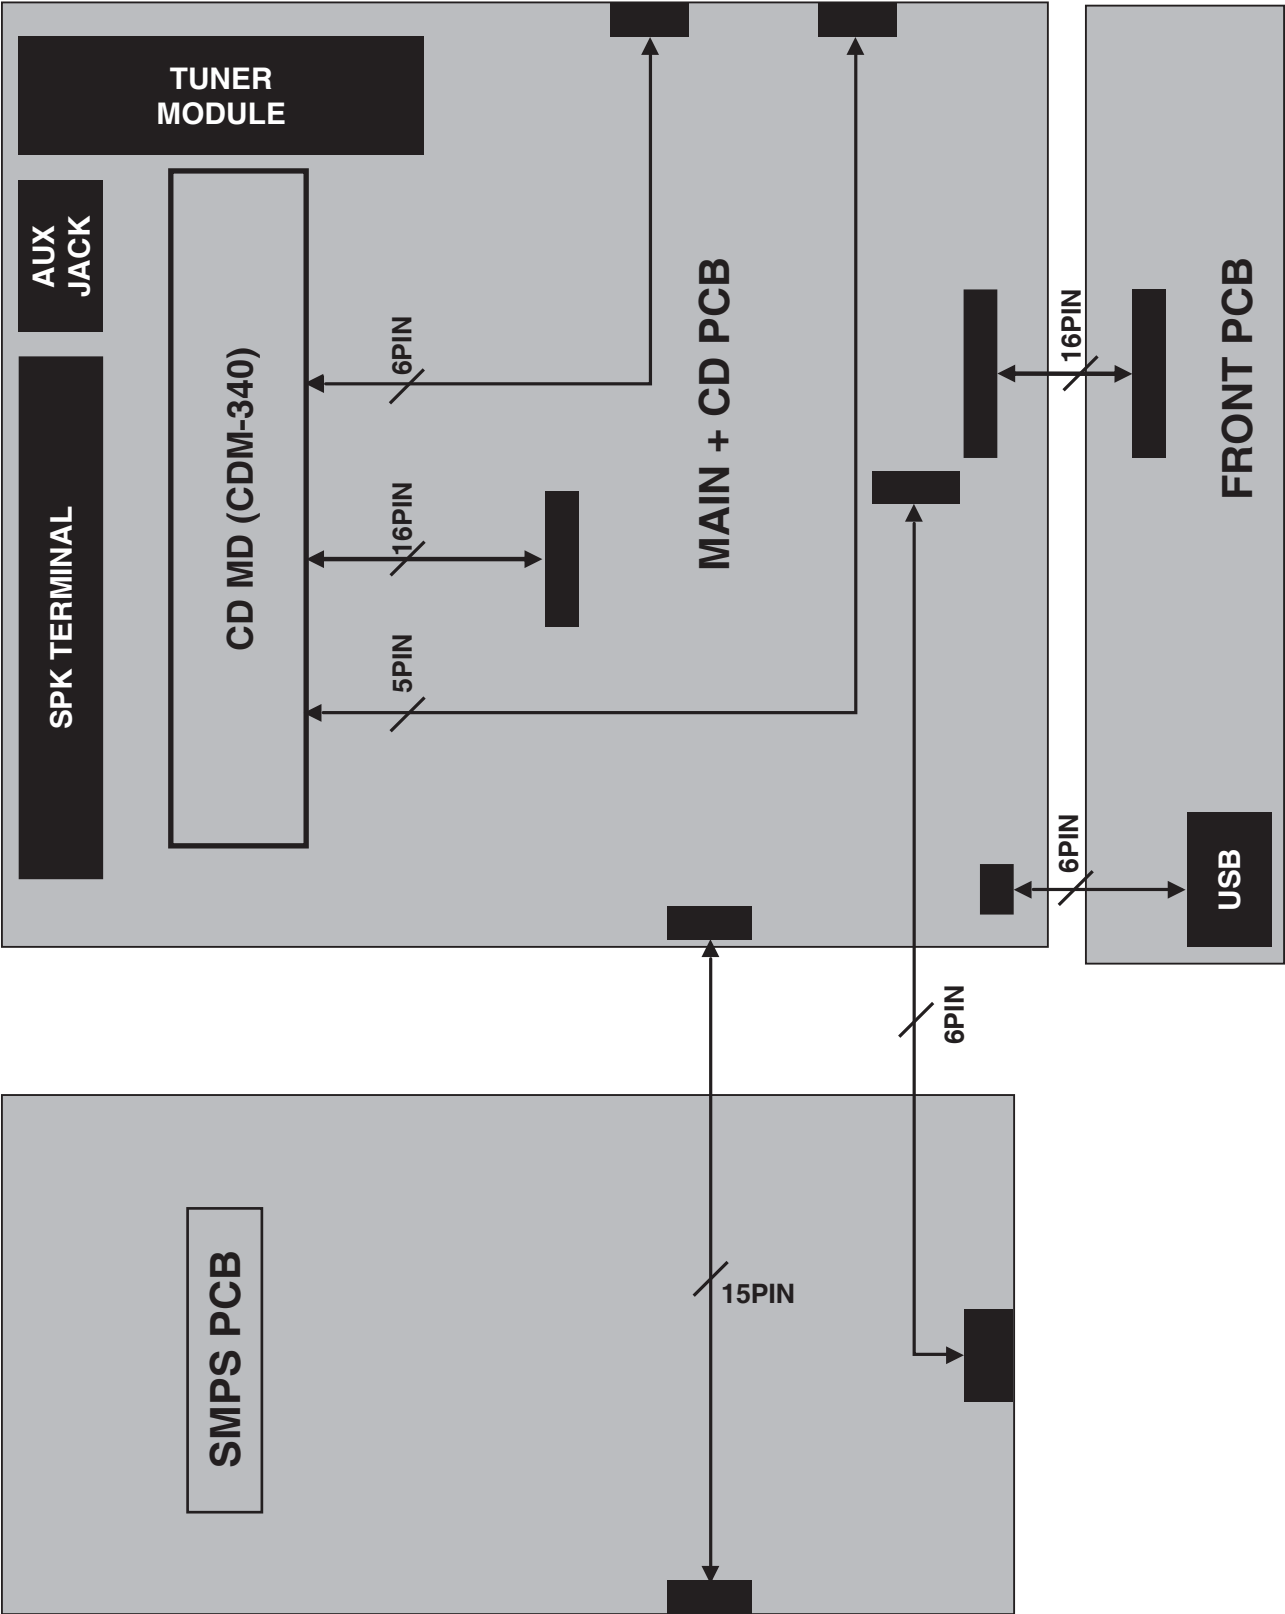 TUNER
MODULE
AUX
JACK
SPK TERMINAL
CD MD (CDM-340)
6PIN
16PIN
5PIN
MAIN + CD PCB
16PIN
FRONT PCB
6PIN
USB
6PIN
15PIN
SMPS PCB